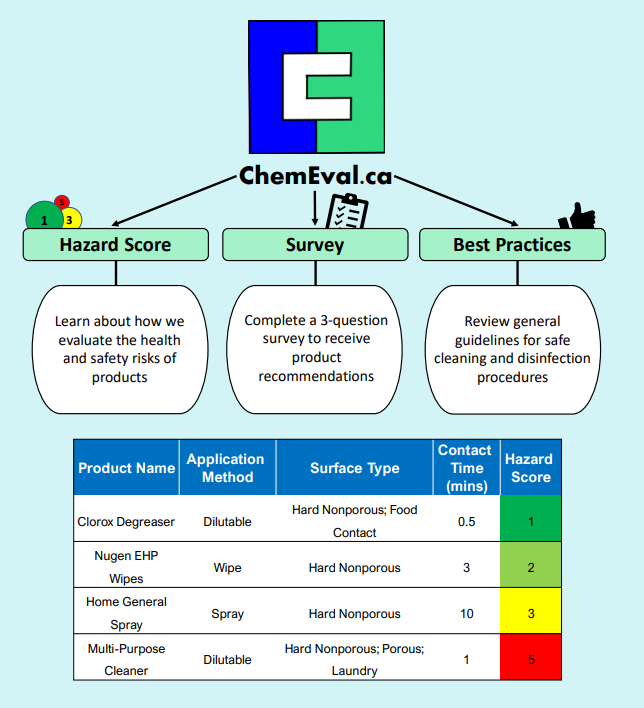 ChemEval.ca
1
5
3
Hazard Score
Survey
Best Practices
Learn about how we
evaluate the health
and safety risks of
products
Complete a 3-question
survey to receive
product
recommendations
Review general
guidelines for safe
cleaning and disinfection
procedures
Product Name
Application
Method
Surface Type
Contact
Time
(mins)
Hazard
Score
Clorox Degreaser
Dilutable
Hard Nonporous; Food
Contact
0.5
1
Nugen EHP
Wipes
Wipe
Hard Nonporous
3
2
Home General
Spray
Spray
Hard Nonporous
10
3
Multi-Purpose
Cleaner
Dilutable
Hard Nonporous; Porous;
Laundry
1
5